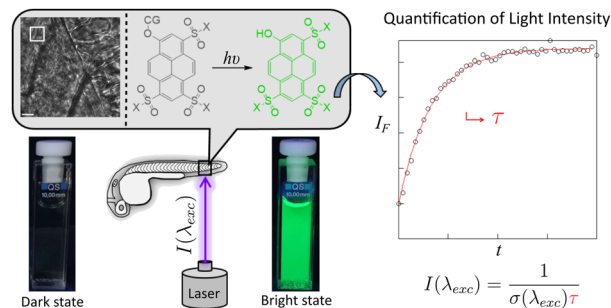 Quantification of Light Intensity
CG
O
X
O
S
O
O
S
X
O
X
S
O
O
hν
HO
X
O
S
O
O
S
X
O
X
S
O
O
I_F
τ
t
QS
10,00mm
Dark state
I(λ_exc)
Laser
QS
10,00mm
Bright state
I(λ_exc) = 1 / σ(λ_exc)τ